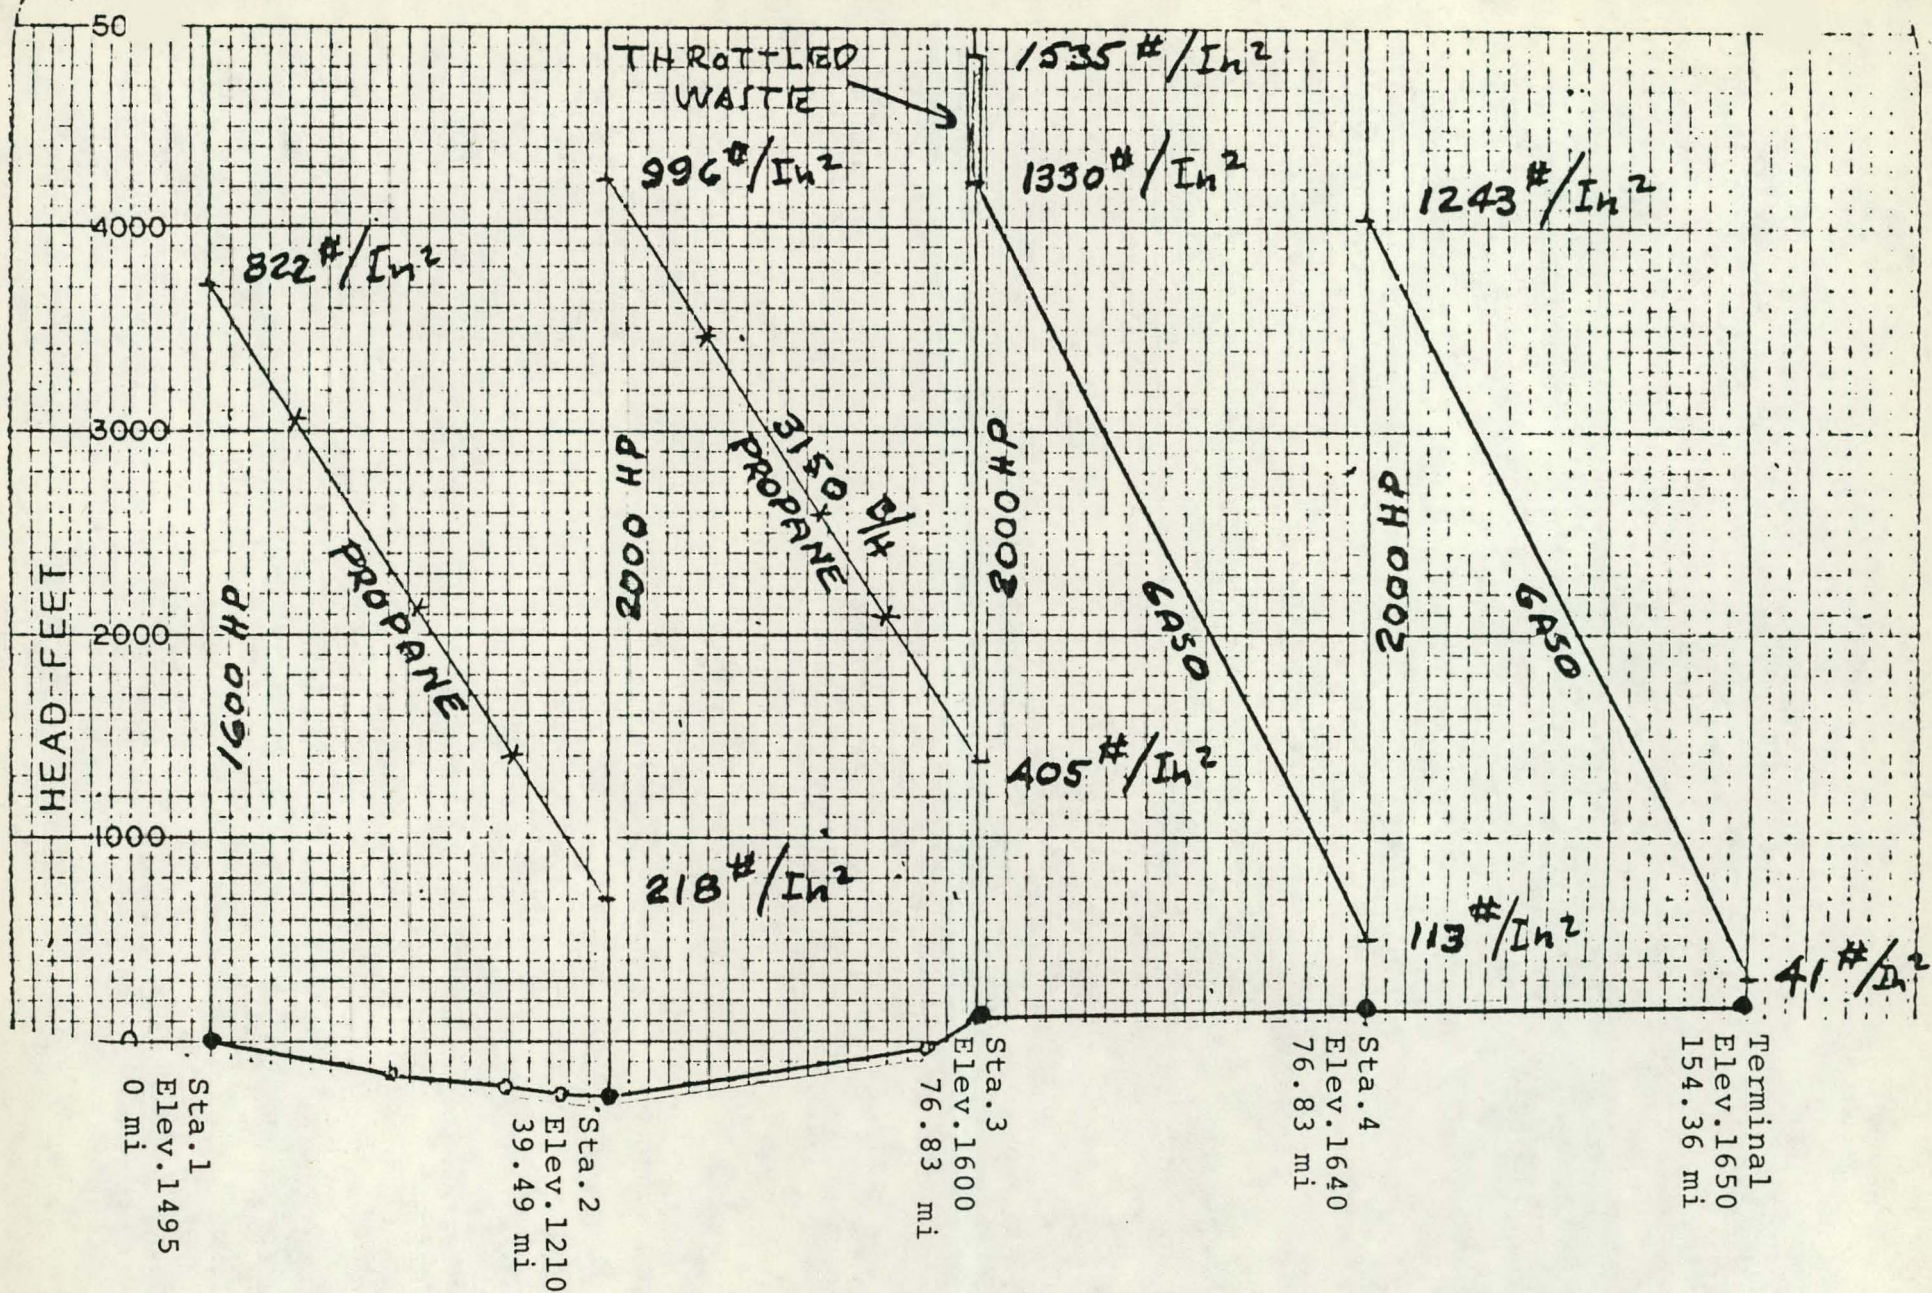 50
THROTTLED
WASTE
1535 #/In²
996 #/In²
1330 #/In²
1243 #/In²
4000
822 #/In²
3000
2000
1000
0
HEAD FEET
1600 HP
PROPANE
2000 HP
3150 B/H
PROPANE
2000 HP
GASO
2000 HP
GASO
405 #/In²
218 #/In²
113 #/In²
41 #/In²
Sta.1
Elev.1495
0 mi
Sta.2
Elev.1210
39.49 mi
Sta.3
Elev.1600
76.83 mi
Sta.4
Elev.1640
76.83 mi
Terminal
Elev.1650
154.36 mi